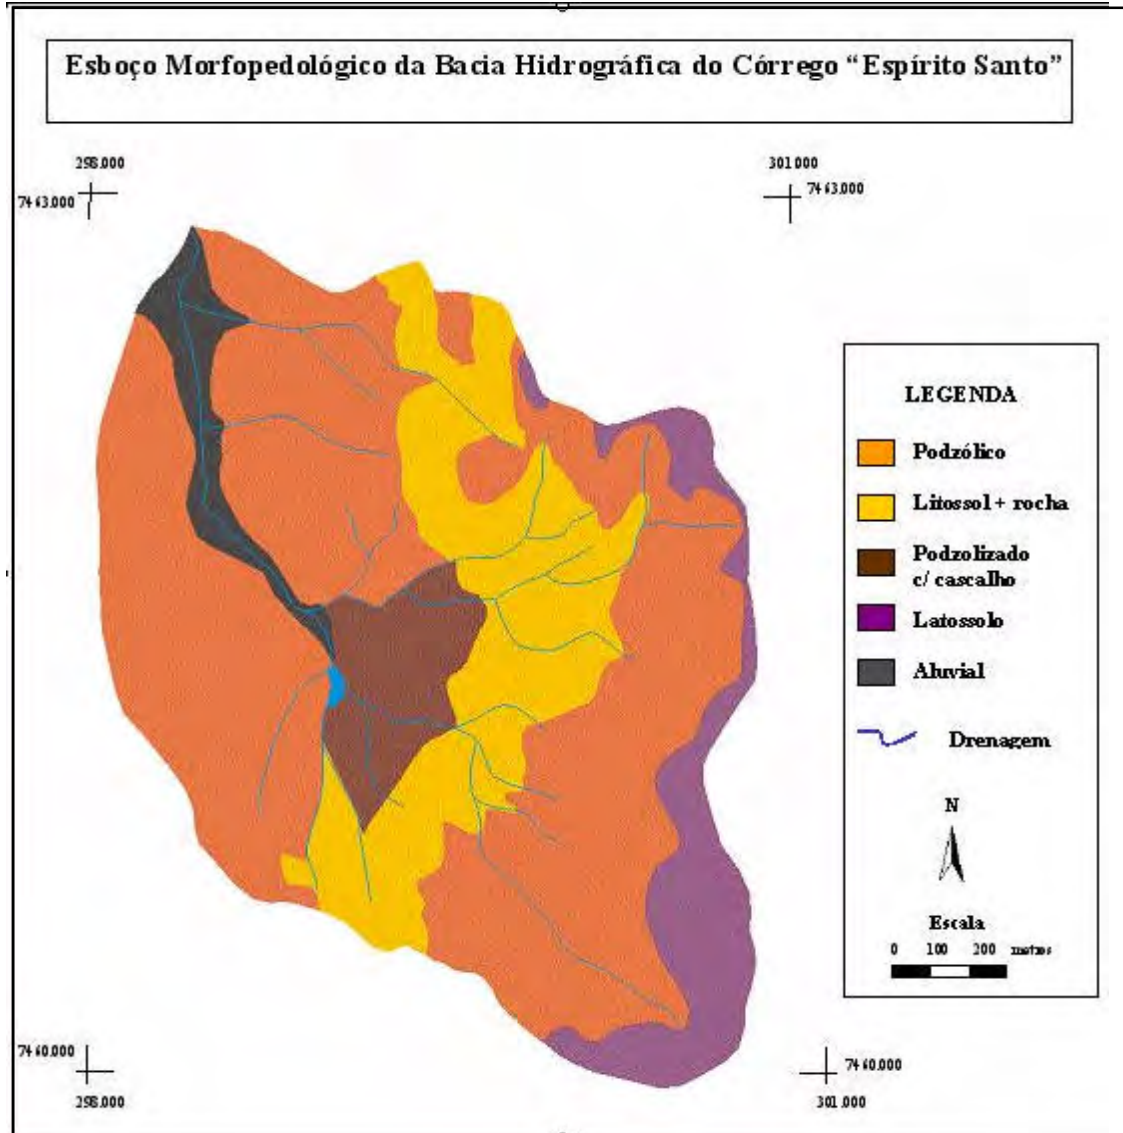 Esboço Morfopedológico da Bacia Hidrográfica do Córrego “Espírito Santo”
298.000
301.000
7463.000
7463.000
LEGENDA
Podzólico
Litossol + rocha
Podzolizado
c/ cascalho
Latossolo
Aluvial
Drenagem
N
Escala
0 100 200 metros
7460.000
7460.000
298.000
301.000